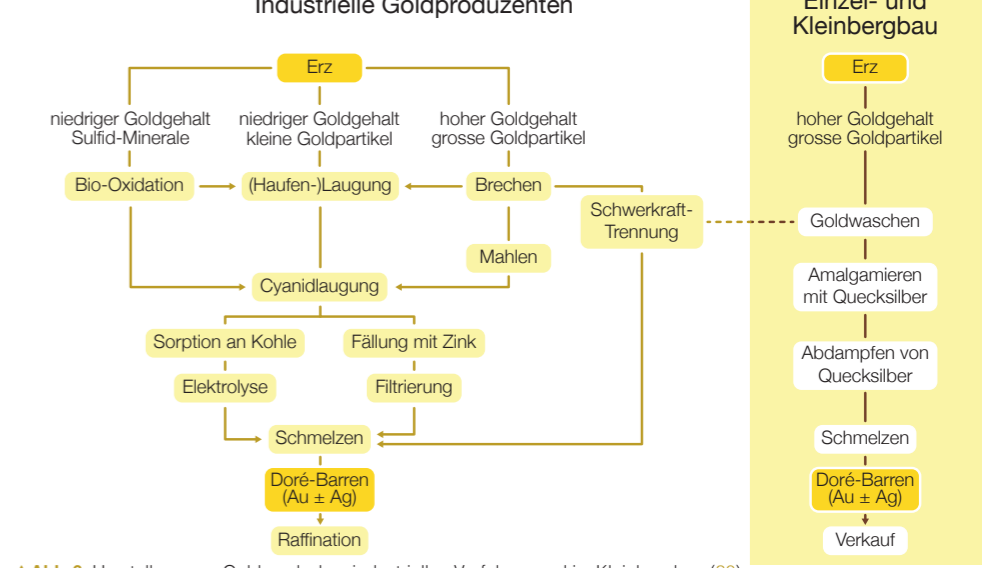 Industrielle Goldproduzenten
Einzel- und
Kleinbergbau
Erz
niedriger Goldgehalt
Sulfid-Minerale
niedriger Goldgehalt
kleine Goldpartikel
hoher Goldgehalt
grosse Goldpartikel
Bio-Oxidation
(Haufen-)Laugung
Brechen
Schwerkraft-
Trennung
Mahlen
Cyanidlaugung
Sorption an Kohle
Fällung mit Zink
Elektrolyse
Filtrierung
Schmelzen
Doré-Barren
(Au ± Ag)
Raffination
Erz
hoher Goldgehalt
grosse Goldpartikel
Goldwaschen
Amalgamieren
mit Quecksilber
Abdampfen von
Quecksilber
Schmelzen
Doré-Barren
(Au ± Ag)
Verkauf